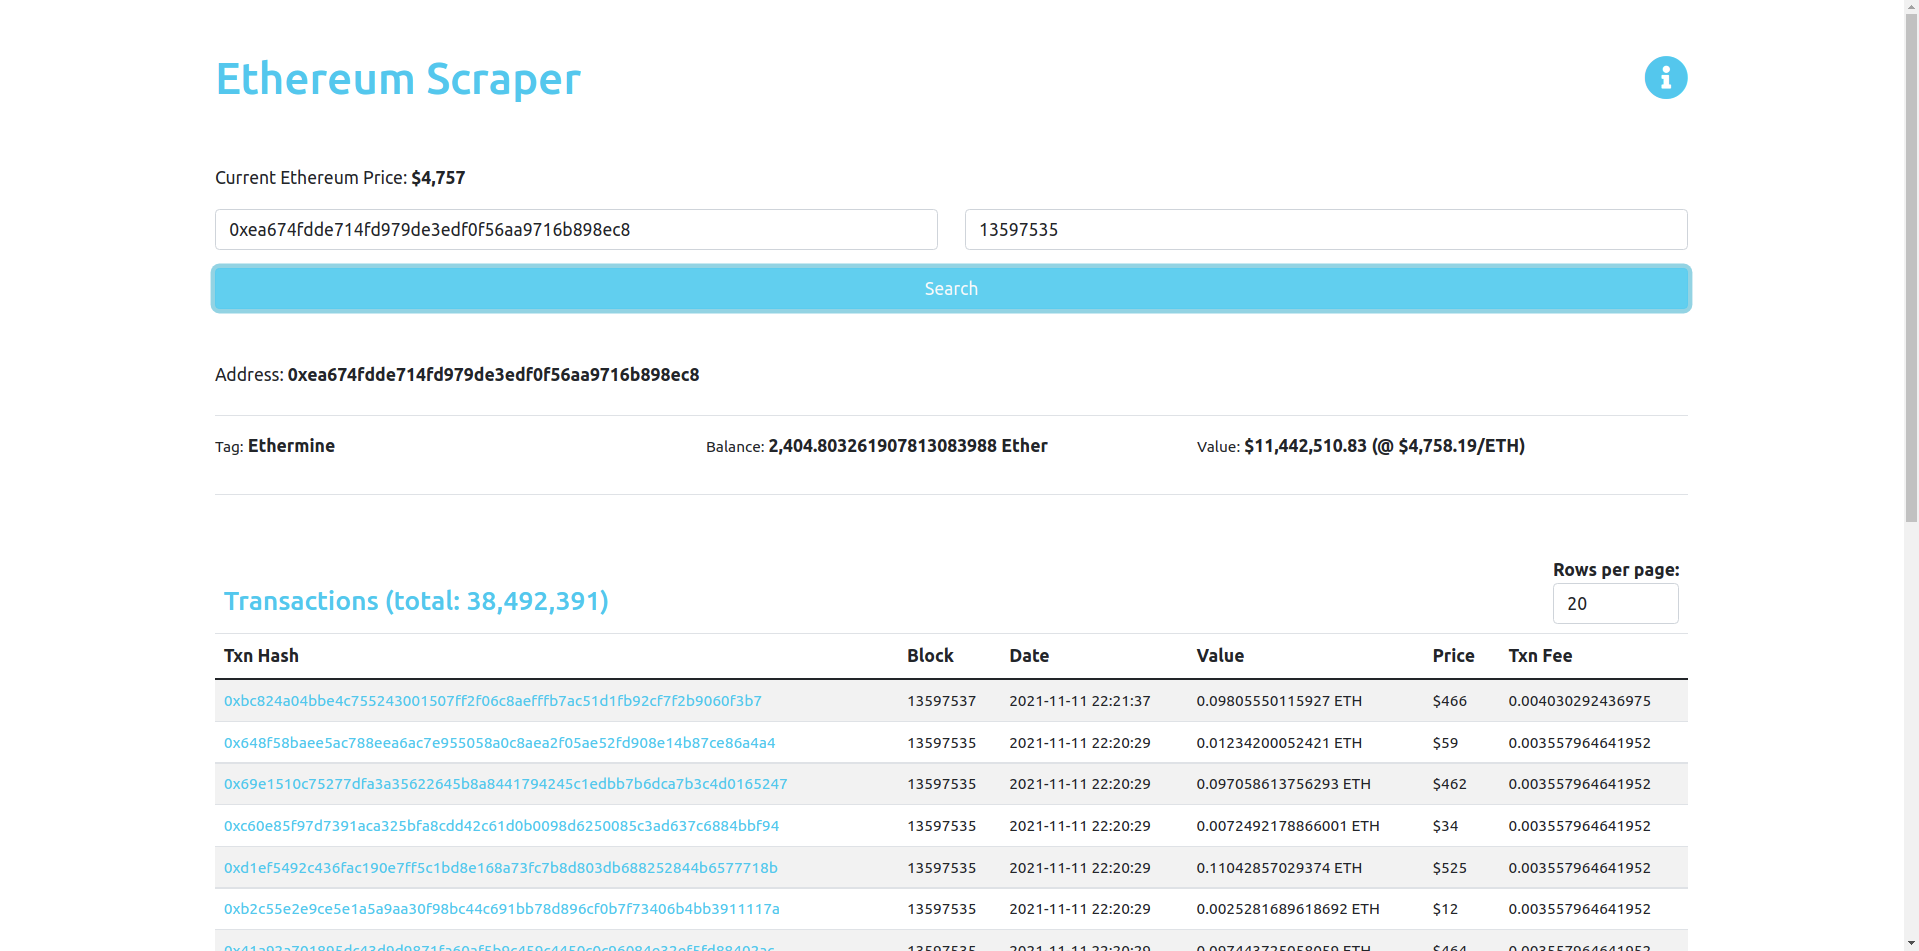 Ethereum Scraper
Current Ethereum Price: $4,757
0xea674fdde714fd979de3edf0f56aa9716b898ec8 13597535
Search
Address: 0xea674fdde714fd979de3edf0f56aa9716b898ec8
Tag: Ethermine Balance: 2,404.803261907813083988 Ether Value: $11,442,510.83 (@ $4,758.19/ETH)
Rows per page:
Transactions (total: 38,492,391) 20
Txn Hash Block Date Value Price Txn Fee
0xbc824a04bbe4c755243001507ff2f06c8aefffb7ac51d1fb92cf7f2b9060f3b7 13597537 2021-11-11 22:21:37 0.09805550115927 ETH $466 0.004030292436975
0x648f58baee5ac788eea6ac7e955058a0c8aea2f05ae52fd908e14b87ce86a4a4 13597535 2021-11-11 22:20:29 0.01234200052421 ETH $59 0.003557964641952
0x69e1510c75277dfa3a35622645b8a8441794245c1edbb7b6dca7b3c4d0165247 13597535 2021-11-11 22:20:29 0.097058613756293 ETH $462 0.003557964641952
0xc60e85f97d7391aca325bfa8cdd42c61d0b0098d6250085c3ad637c6884bbf94 13597535 2021-11-11 22:20:29 0.0072492178866001 ETH $34 0.003557964641952
0xd1ef5492c436fac190e7ff5c1bd8e168a73fc7b8d803db688252844b6577718b 13597535 2021-11-11 22:20:29 0.11042857029374 ETH $525 0.003557964641952
0xb2c55e2e9ce5e1a5a9aa30f98bc44c691bb78d896cf0b7f73406b4bb3911117a 13597535 2021-11-11 22:20:29 0.0025281689618692 ETH $12 0.003557964641952
13597535 2021-11-11 22:20:29 ETH $464 0.003557964641952